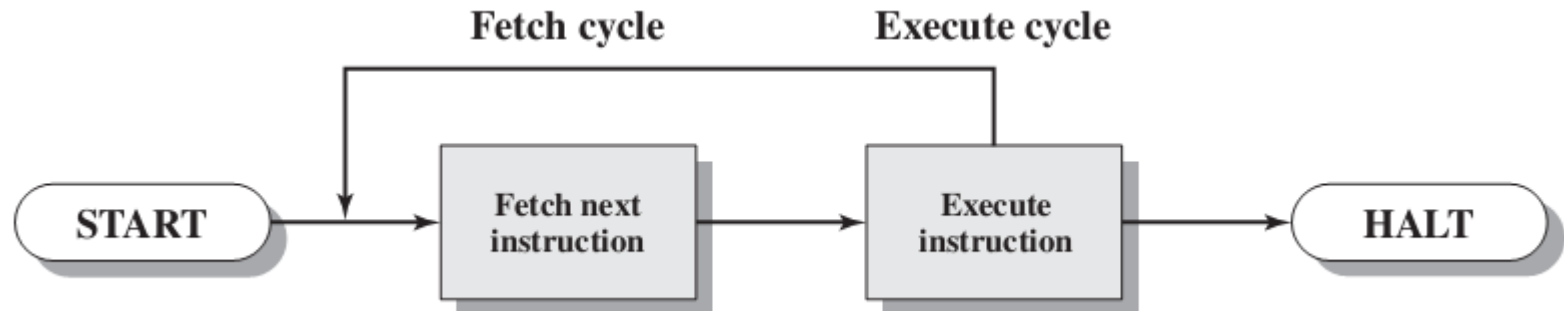 Fetch cycle
Execute cycle
START
Fetch next
instruction
Execute
instruction
HALT